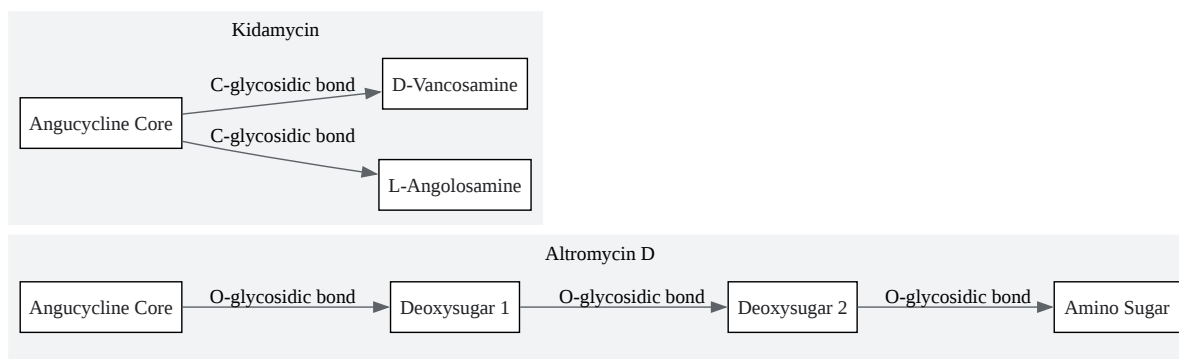 Kidamycin
C-glycosidic bond
D-Vancosamine
Angucycline Core
C-glycosidic bond
L-Angolosamine
Altromycin D
Angucycline Core
O-glycosidic bond
Deoxysugar 1
O-glycosidic bond
Deoxysugar 2
O-glycosidic bond
Amino Sugar